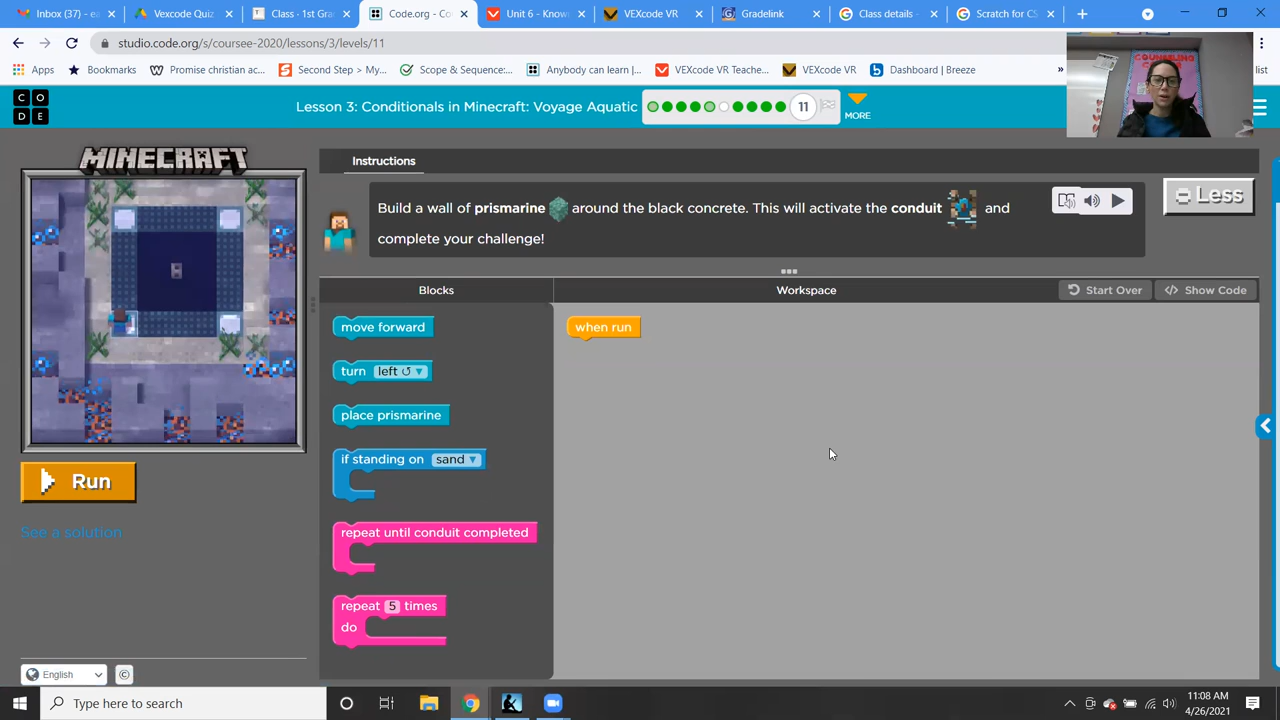 Inbox (57) - ea
Vexcode Quiz
Class - 1st Gran
Code.org - Co
Unit 6 - Know
VEXcode VR
Gradelink
Class details -
Scratch for CS
studio.code.org/s/coursee-2020/lessons/3/levels/11
Apps
Bookmarks
Promise christian ac...
Second Step > My...
Scope & Sequence:...
Anybody can learn |...
VEXcode VR Teache...
VEXcode VR
Dashboard | Breeze
»
list
C O
D E
Lesson 3: Conditionals in Minecraft: Voyage Aquatic
11
MORE
MINECRAFT
Instructions
Build a wall of prismarine around the black concrete. This will activate the conduit and
complete your challenge!
Less
Blocks
Workspace
Start Over
Show Code
move forward
when run
turn left
place prismarine
if standing on sand
Run
See a solution
repeat until conduit completed
repeat 5 times
do
English
©
Type here to search
11:08 AM
4/26/2021